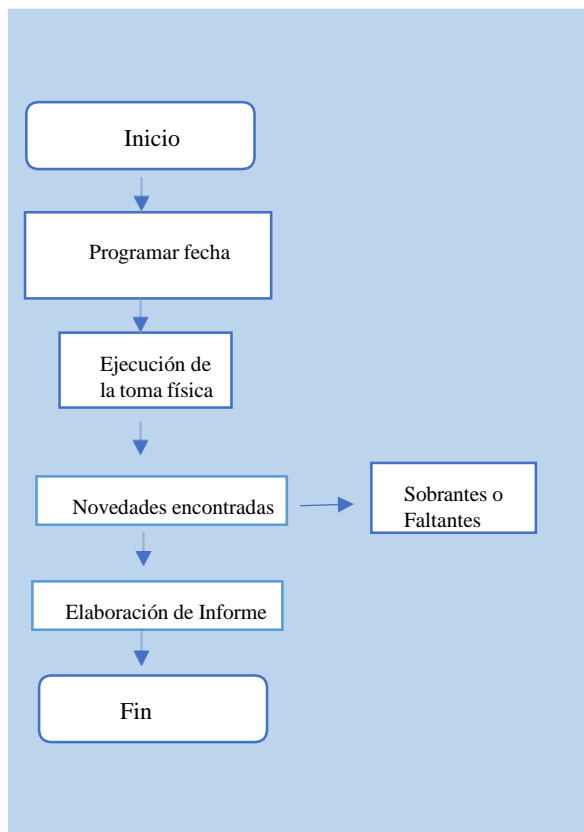 Inicio
Programar fecha
Ejecución de
la toma física
Novedades encontradas
Sobrantes o
Faltantes
Elaboración de Informe
Fin